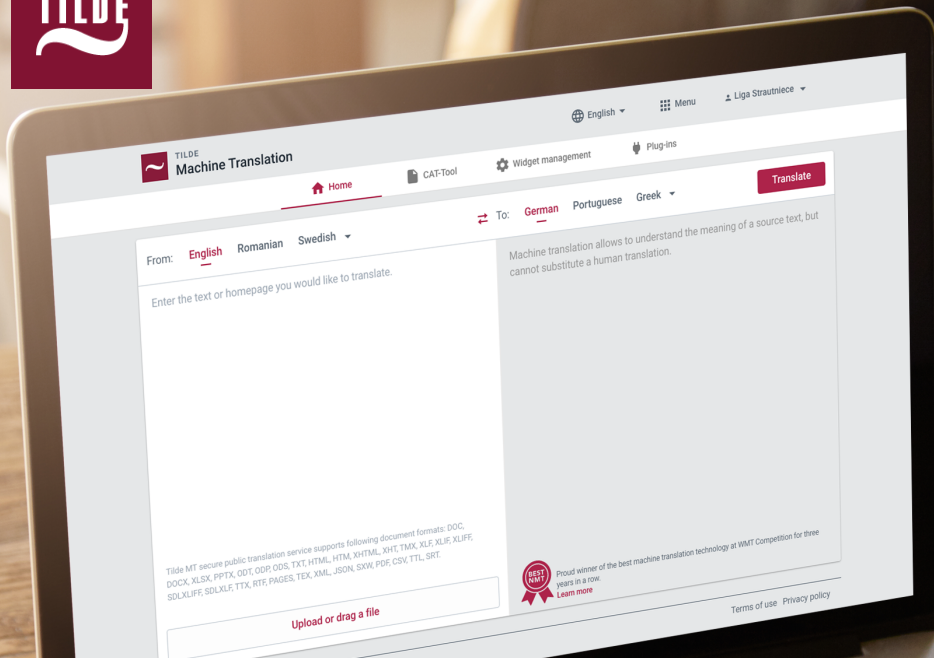 TILDE
English
Menu
Liga Strautniece
TILDE
Machine Translation
Home
CAT-Tool
Widget management
Plug-ins
From: English Romanian Swedish
To: German Portuguese Greek
Translate
Enter the text or homepage you would like to translate.
Machine translation allows to understand the meaning of a source text, but
cannot substitute a human translation.
Tilde MT secure public translation service supports following document formats: DOC,
DOCX, XLSX, PPTX, ODT, ODP, ODS, TXT, HTML, HTM, XHTML, XHT, TMX, XLF, XLIF, XLIFF,
SDLXLIFF, SDLXLF, TTX, RTF, PAGES, TEX, XML, JSON, SXW, PDF, CSV, TTL, SRT.
Upload or drag a file
BEST
NMT
Proud winner of the best machine translation technology at WMT Competition for three
years in a row.
Learn more
Terms of use Privacy policy